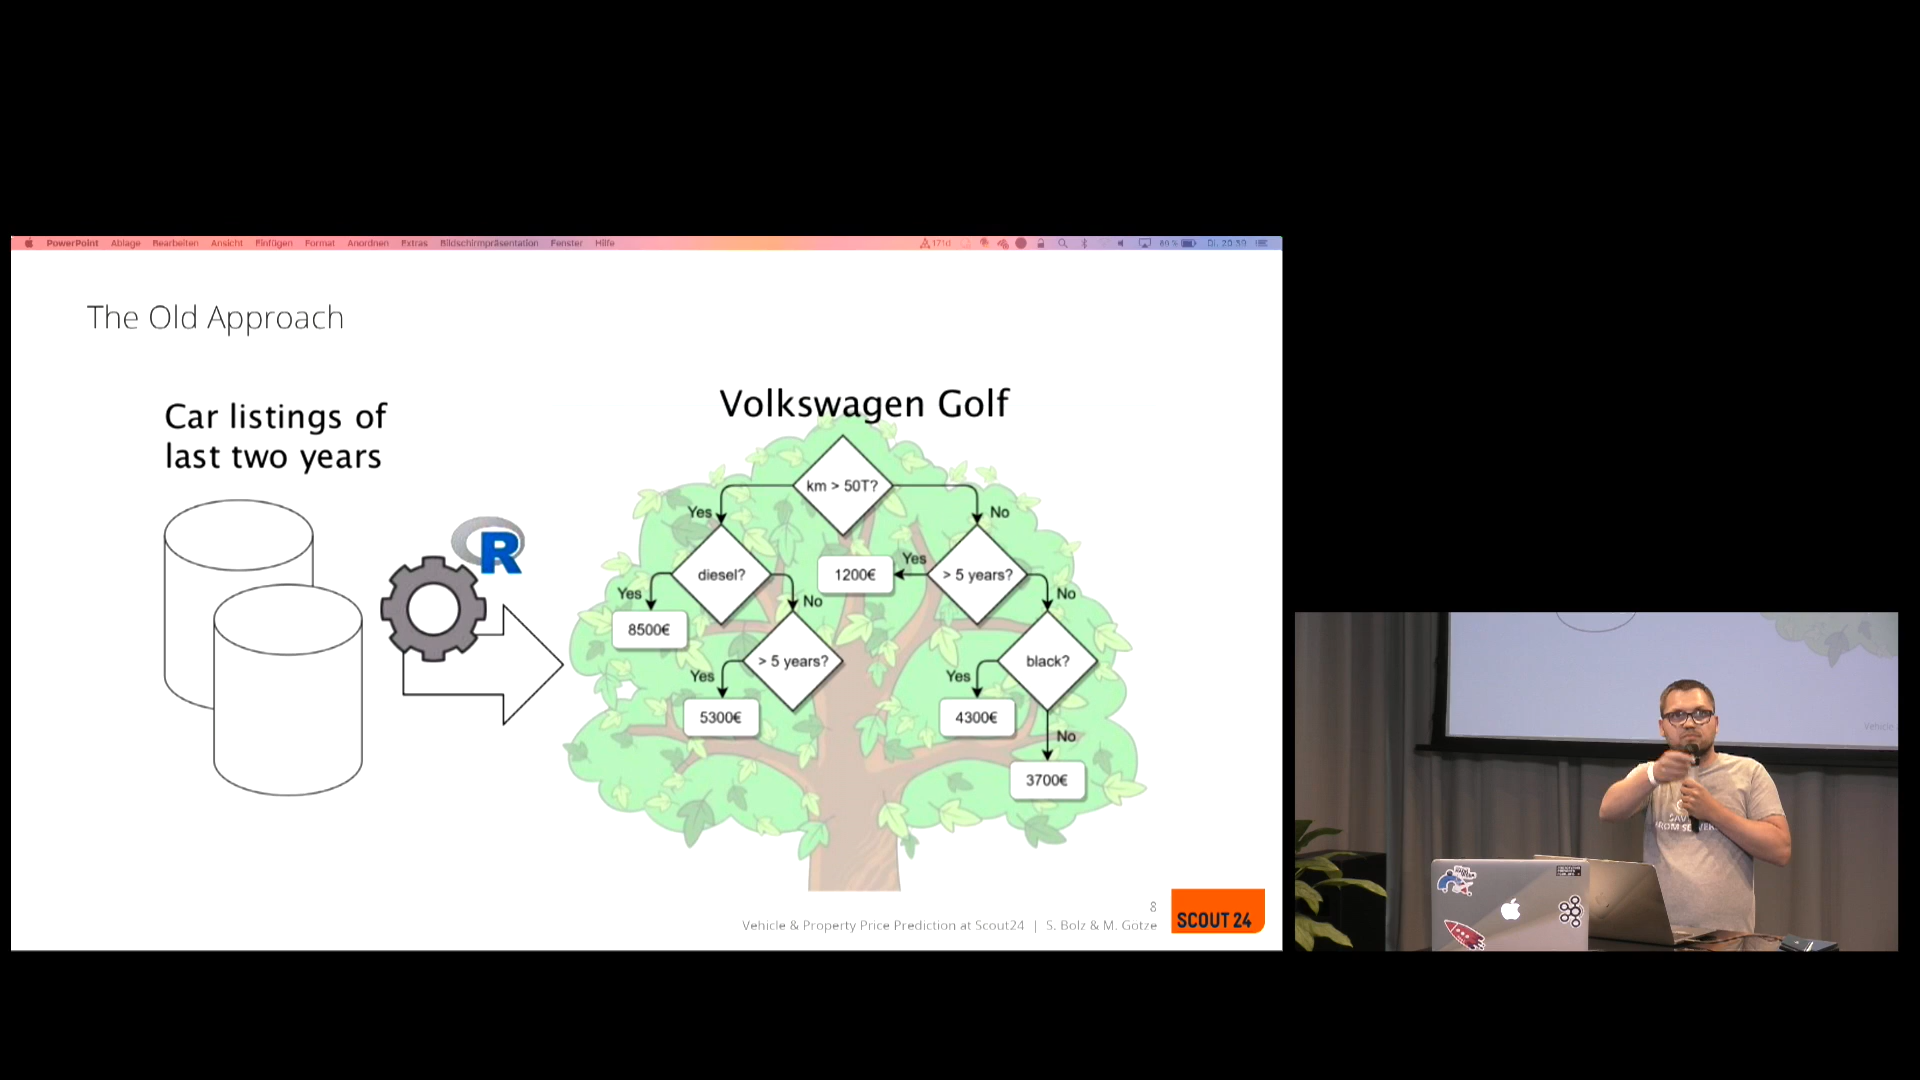 PowerPoint Ablage Bearbeiten Ansicht Einfügen Format Anordnen Extras Bildschirmpräsentation Fenster Hilfe
The Old Approach
Car listings of
last two years
R
Volkswagen Golf
km > 50T?
Yes
No
diesel?
1200€
Yes
> 5 years?
Yes
No
No
8500€
> 5 years?
black?
Yes
Yes
5300€
4300€
No
3700€
8
Vehicle & Property Price Prediction at Scout24 | S. Bolz & M. Gotze
SCOUT 24